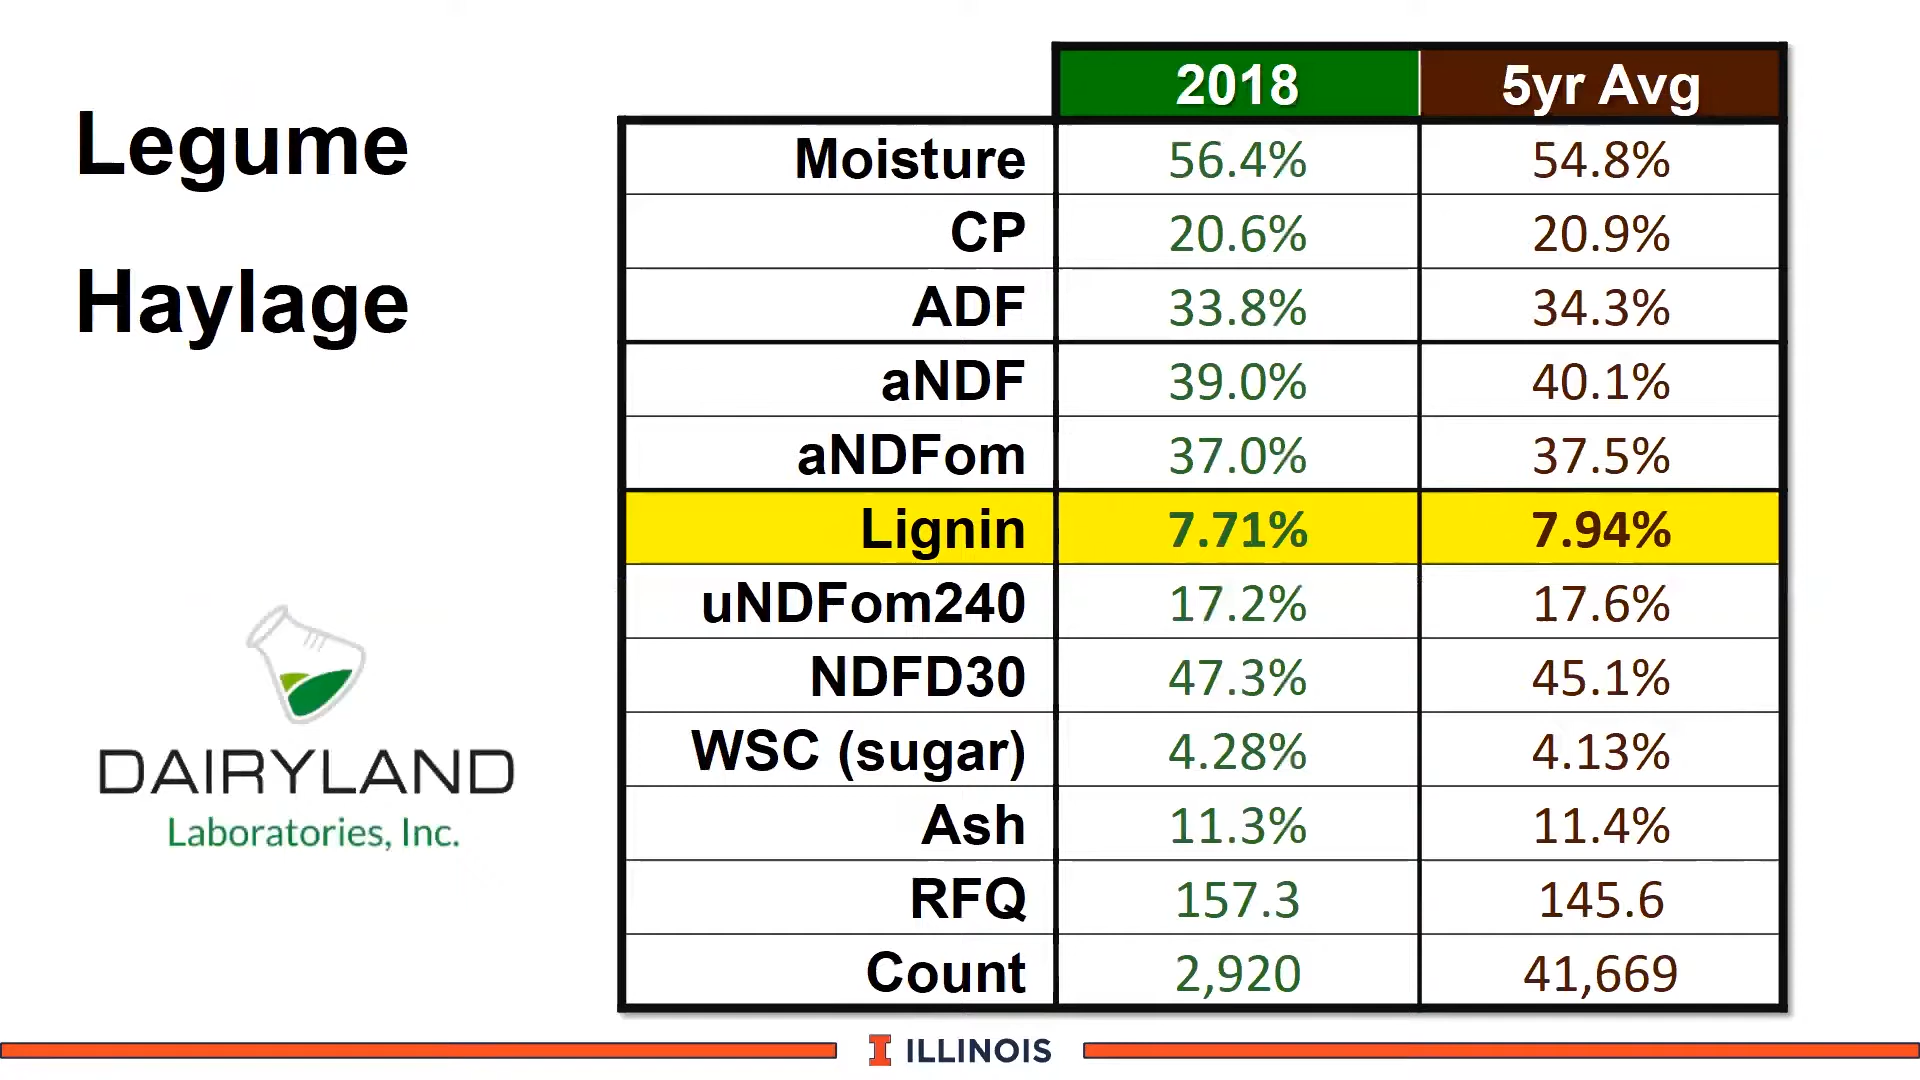 Legume
Haylage
2018 5yr Avg
Moisture 56.4% 54.8%
CP 20.6% 20.9%
ADF 33.8% 34.3%
aNDF 39.0% 40.1%
aNDFom 37.0% 37.5%
Lignin 7.71% 7.94%
uNDFom240 17.2% 17.6%
NDFD30 47.3% 45.1%
WSC (sugar) 4.28% 4.13%
Ash 11.3% 11.4%
RFQ 157.3 145.6
Count 2,920 41,669
DAIRYLAND
Laboratories, Inc.
I ILLINOIS